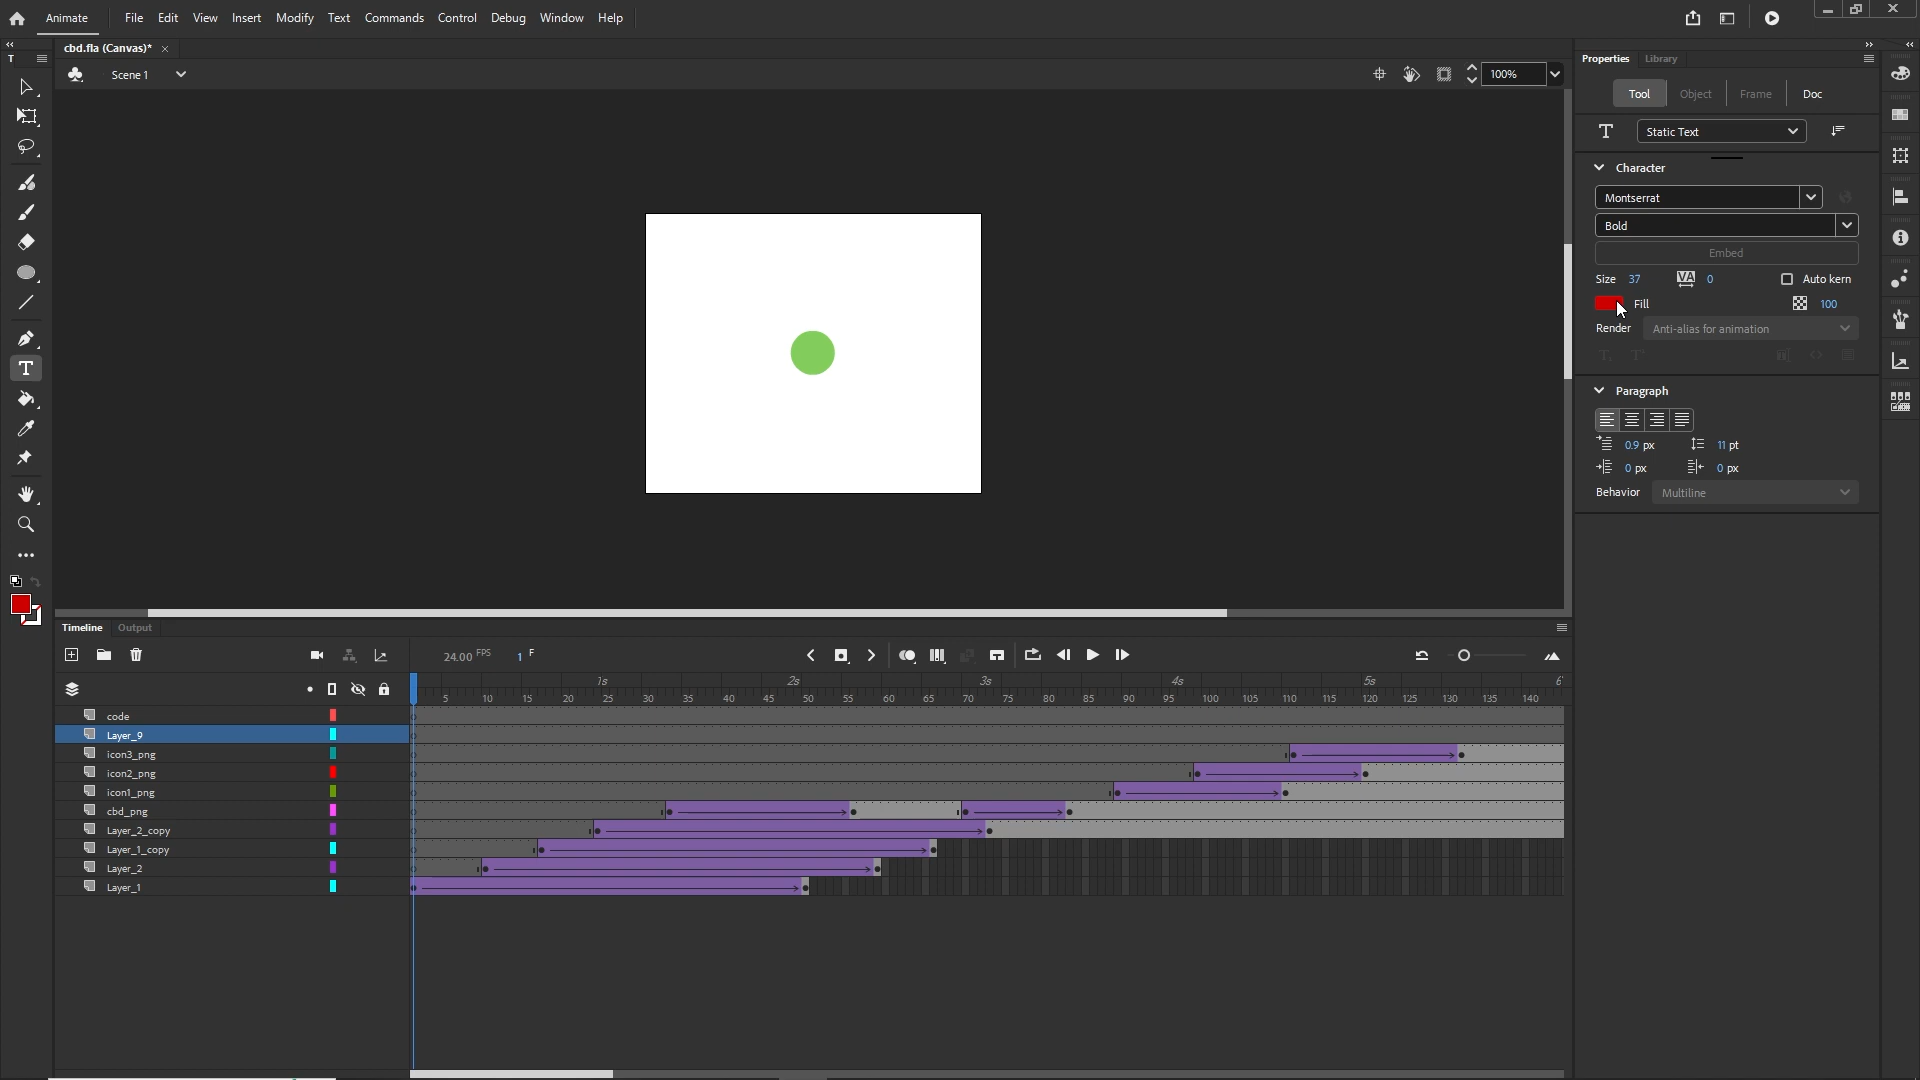 Animate File Edit View Insert Modify Text Commands Control Debug Window Help
cbd.fla (Canvas)*
Scene 1
100%
Properties Library
Tool Object Frame Doc
Static Text
Character
Montserrat
Bold
Embed
Size 37 VA 0 Auto kern
Fill 100
Render Anti-alias for animation
Paragraph
0.9 px 11 pt
0 px 0 px
Behavior Multiline
Timeline Output
24.00 FPS 1 F
1s 2s 3s 4s 5s 6
5 10 15 20 25 30 35 40 45 50 55 60 65 70 75 80 85 90 95 100 105 110 115 120 125 130 135 140
code
Layer_9
icon3_png
icon2_png
icon1_png
cbd_png
Layer_2_copy
Layer_1_copy
Layer_2
Layer_1